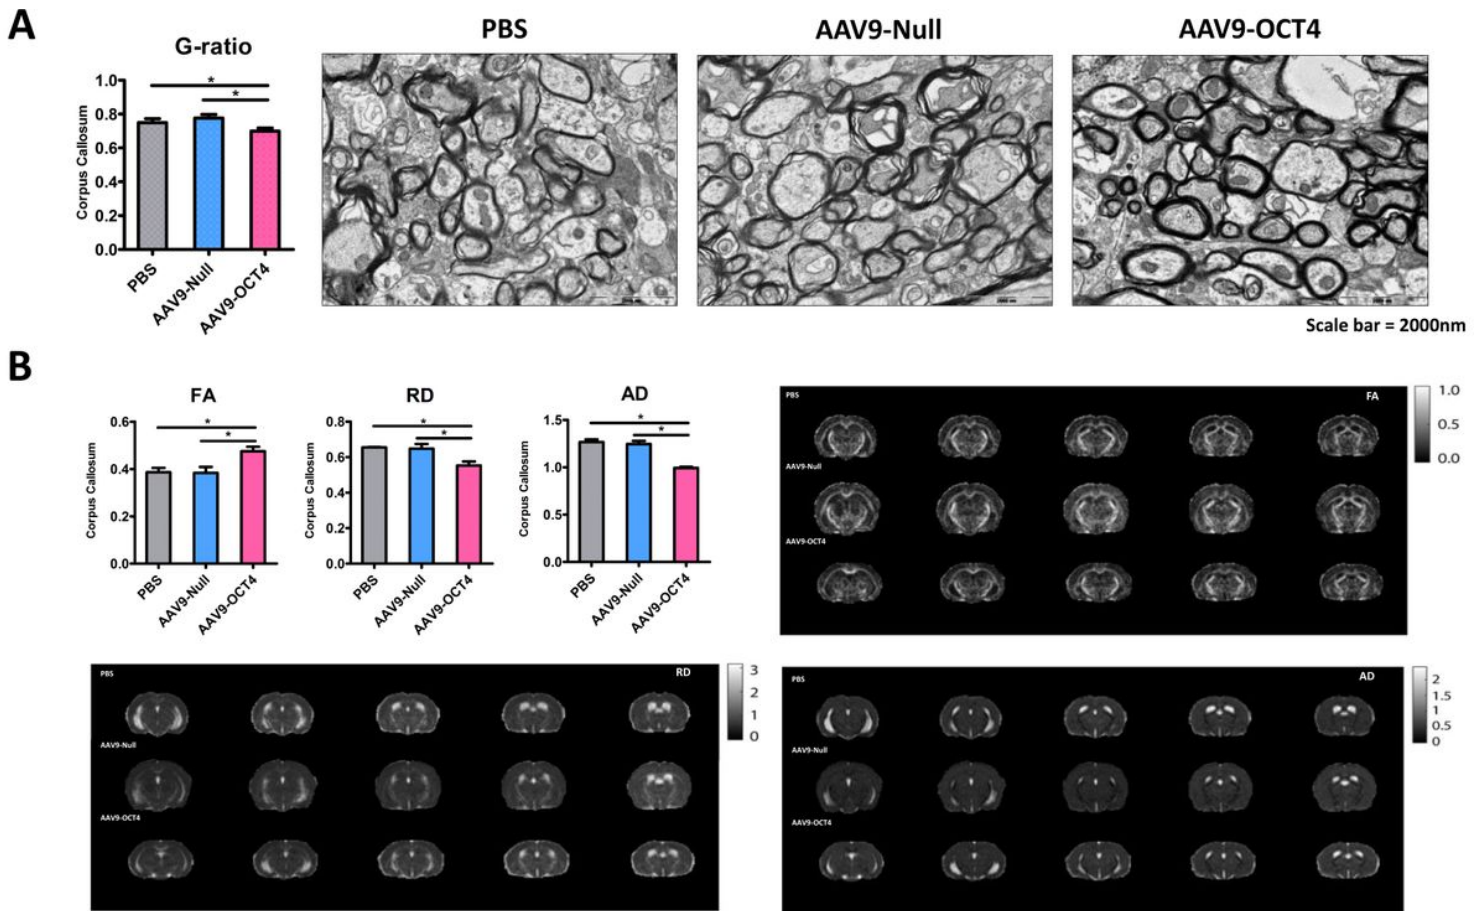 A
G-ratio
Corpus Callosum
1.0
0.8
0.6
0.4
0.2
0.0
*
*
PBS
AAV9-Null
AAV9-OCT4
PBS
AAV9-Null
AAV9-OCT4
Scale bar = 2000nm
B
FA
Corpus Callosum
0.6
0.4
0.2
0.0
*
*
PBS
AAV9-Null
AAV9-OCT4
RD
Corpus Callosum
0.8
0.6
0.4
0.2
0.0
*
*
PBS
AAV9-Null
AAV9-OCT4
AD
Corpus Callosum
1.5
1.0
0.5
0.0
*
*
PBS
AAV9-Null
AAV9-OCT4
PBS
FA
AAV9-Null
AAV9-OCT4
1.0
0.5
0.0
PBS
RD
AAV9-Null
AAV9-OCT4
3
2
1
0
PBS
AD
AAV9-Null
AAV9-OCT4
2
1.5
1
0.5
0